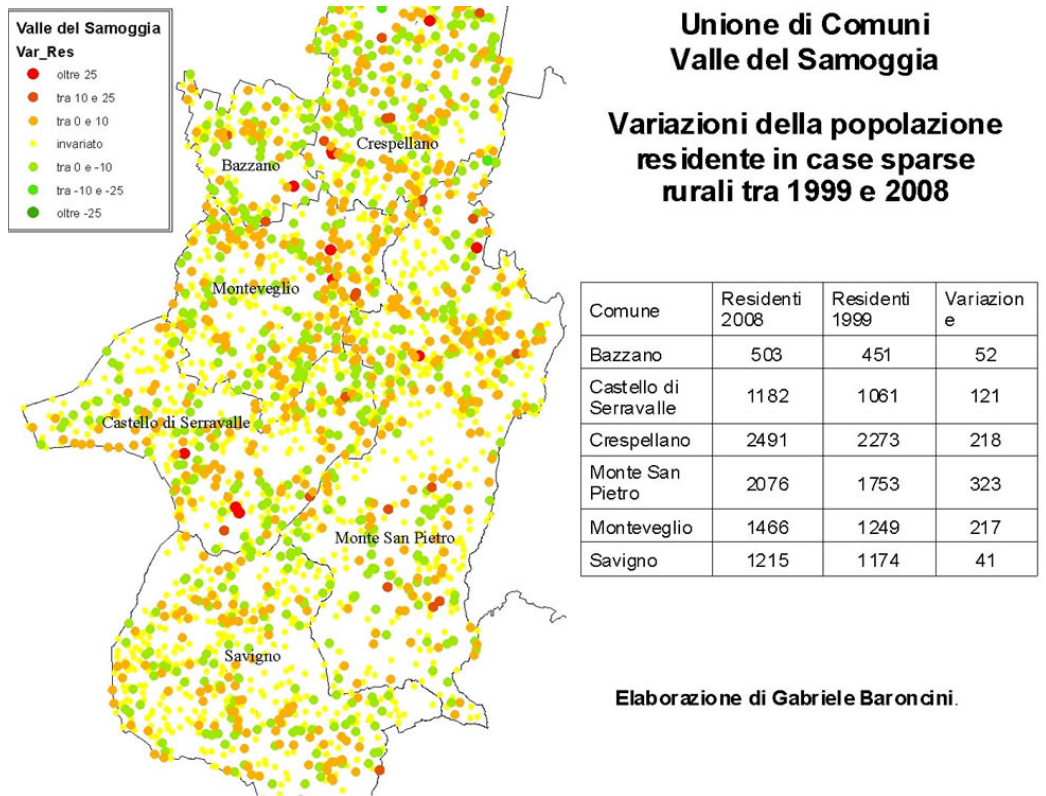 Valle del Samoggia
Var_Res
oltre 25
tra 10 e 25
tra 0 e 10
invariato
tra 0 e -10
tra -10 e -25
oltre -25
Crespellano
Bazzano
Monteveglio
Castello di Serravalle
Monte San Pietro
Savigno
Unione di Comuni
Valle del Samoggia
Variazioni della popolazione
residente in case sparse
rurali tra 1999 e 2008
Comune
Residenti
2008
Residenti
1999
Variazion
e
Bazzano 503 451 52
Castello di
Serravalle 1182 1061 121
Crespellano 2491 2273 218
Monte San
Pietro 2076 1753 323
Monteveglio 1466 1249 217
Savigno 1215 1174 41
Elaborazione di Gabriele Baroncini.